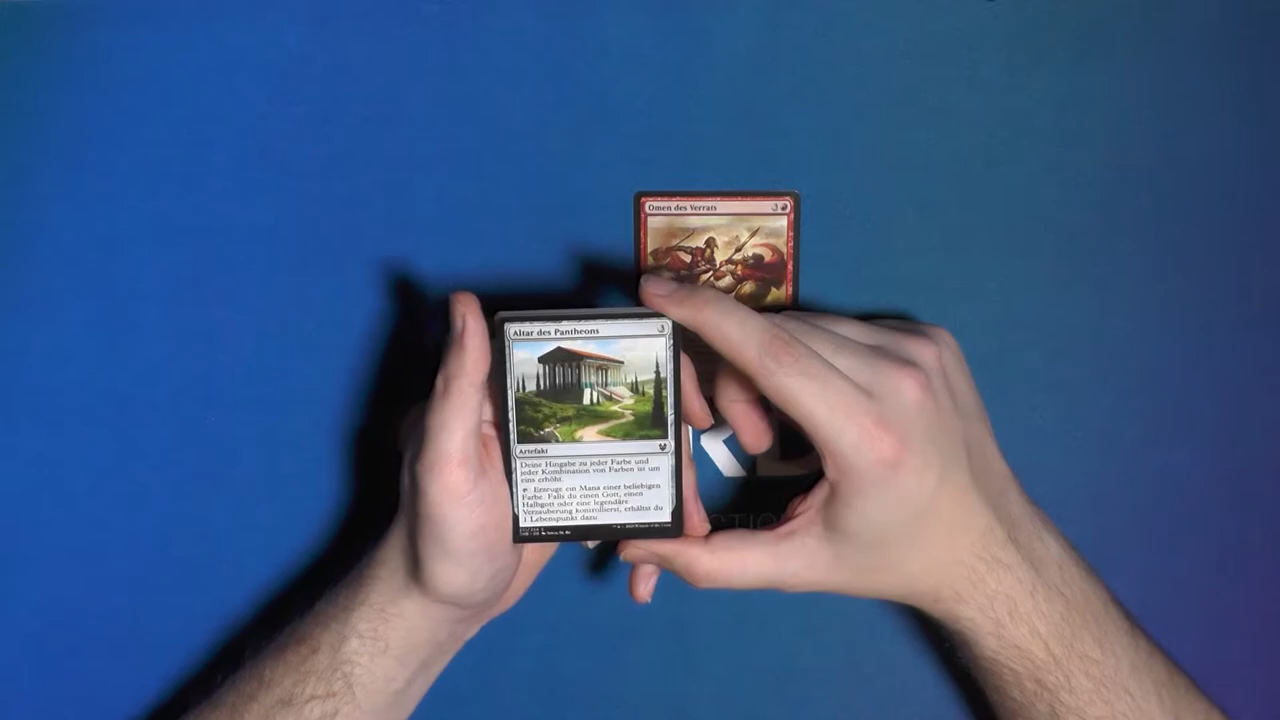 Omen des Verrats 3
Altar des Pantheons 3
Artefakt
Deine Hingabe zu jeder Farbe und
jeder Kombination von Farben ist um
eins erhöht.
: Erzeuge ein Mana einer beliebigen
Farbe. Falls du einen Gott, einen
Halbgott oder eine legendäre
Verzauberung kontrollierst, erhältst du
1 Lebenspunkt dazu.